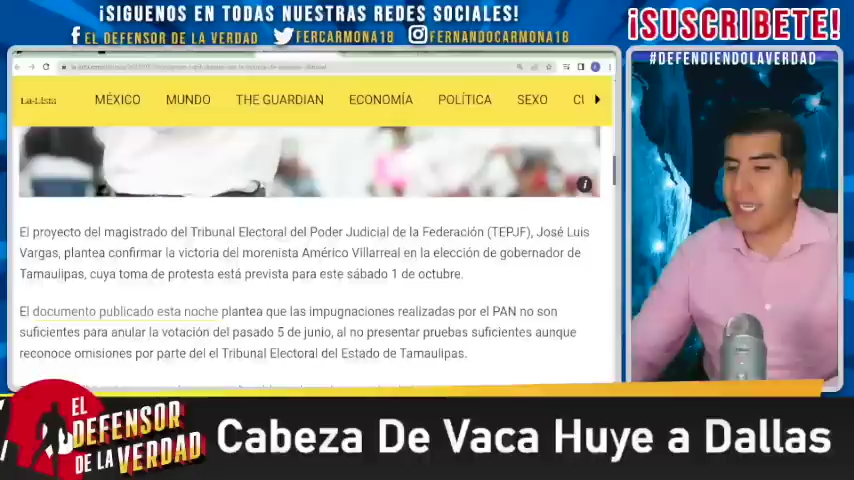 ¡SIGUENOS EN TODAS NUESTRAS REDES SOCIALES!
EL DEFENSOR DE LA VERDAD
FERCARMONA18
FERNANDOCARMONA18
¡SUSCRIBETE!
#DEFENDIENDOLAVERDAD
La-Lista
MÉXICO
MUNDO
THE GUARDIAN
ECONOMÍA
POLÍTICA
SEXO
CU
El proyecto del magistrado del Tribunal Electoral del Poder Judicial de la Federación (TEPJF), José Luis
Vargas, plantea confirmar la victoria del morenista Américo Villarreal en la elección de gobernador de
Tamaulipas, cuya toma de protesta está prevista para este sábado 1 de octubre.
El documento publicado esta noche plantea que las impugnaciones realizadas por el PAN no son
suficientes para anular la votación del pasado 5 de junio, al no presentar pruebas suficientes aunque
reconoce omisiones por parte del el Tribunal Electoral del Estado de Tamaulipas.
EL
DEFENSOR
DE LA VERDAD
Cabeza De Vaca Huye a Dallas